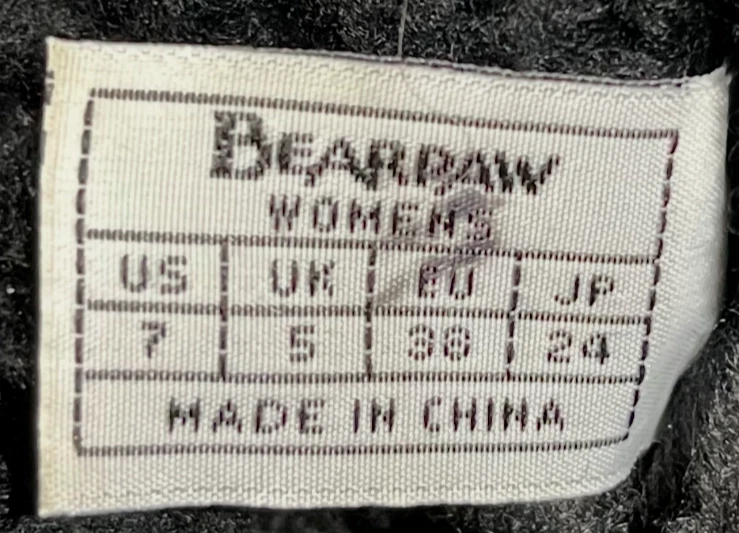 BEARPAW
WOMENS
US UK EU JP
7 5 38 24
MADE IN CHINA